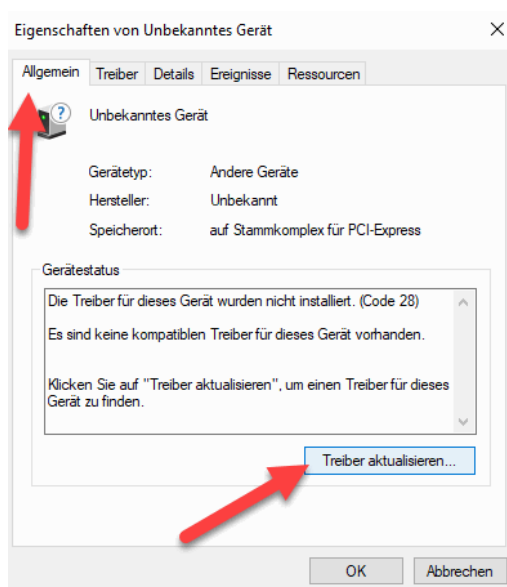 Eigenschaften von Unbekanntes Gerät
Allgemein Treiber Details Ereignisse Ressourcen
Unbekanntes Gerät
Gerätetyp: Andere Geräte
Hersteller: Unbekannt
Speicherort: auf Stammkomplex für PCI-Express
Gerätestatus
Die Treiber für dieses Gerät wurden nicht installiert. (Code 28)
Es sind keine kompatiblen Treiber für dieses Gerät vorhanden.
Klicken Sie auf "Treiber aktualisieren", um einen Treiber für dieses
Gerät zu finden.
Treiber aktualisieren...
OK Abbrechen